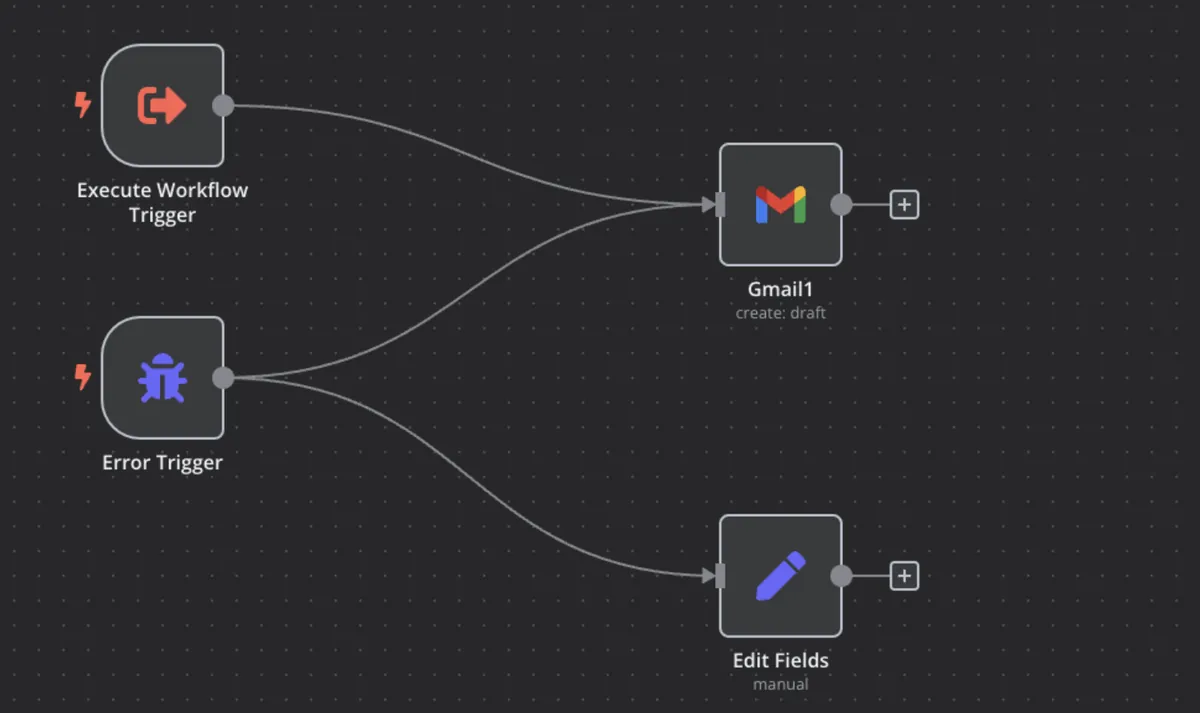 Execute Workflow
Trigger
Gmail1
create: draft
Error Trigger
Edit Fields
manual